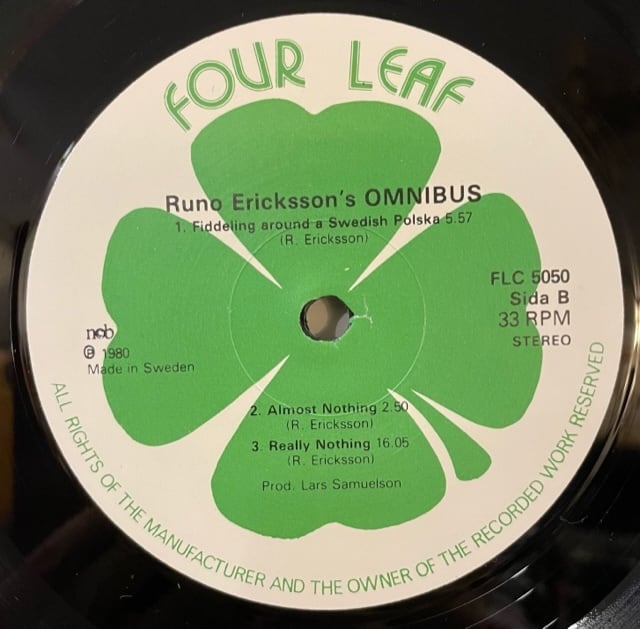 FOUR LEAF
Runo Ericksson's OMNIBUS
1. Fiddeling around a Swedish Polska 5.57
(R. Ericksson)
FLC 5050
Sida B
33 RPM
STEREO
ncb
℗ 1980
Made in Sweden
2. Almost Nothing 2.50
(R. Ericksson)
3. Really Nothing 16.05
(R. Ericksson)
Prod. Lars Samuelson
ALL RIGHTS OF THE MANUFACTURER AND THE OWNER OF THE RECORDED WORK RESERVED